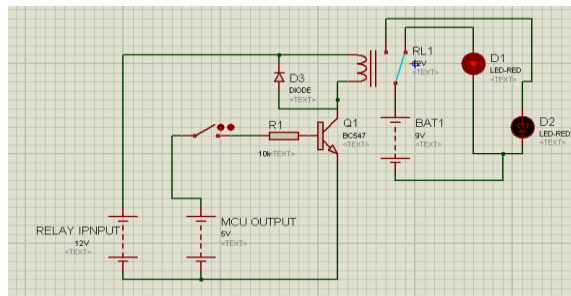 RL1
12V
<TEXT>
D1
LED-RED
<TEXT>
D3
DIODE
<TEXT>
D2
LED-RED
<TEXT>
R1
10k
<TEXT>
Q1
BC547
<TEXT>
BAT1
9V
<TEXT>
RELAY IPNPUT
12V
<TEXT>
MCU OUTPUT
5V
<TEXT>